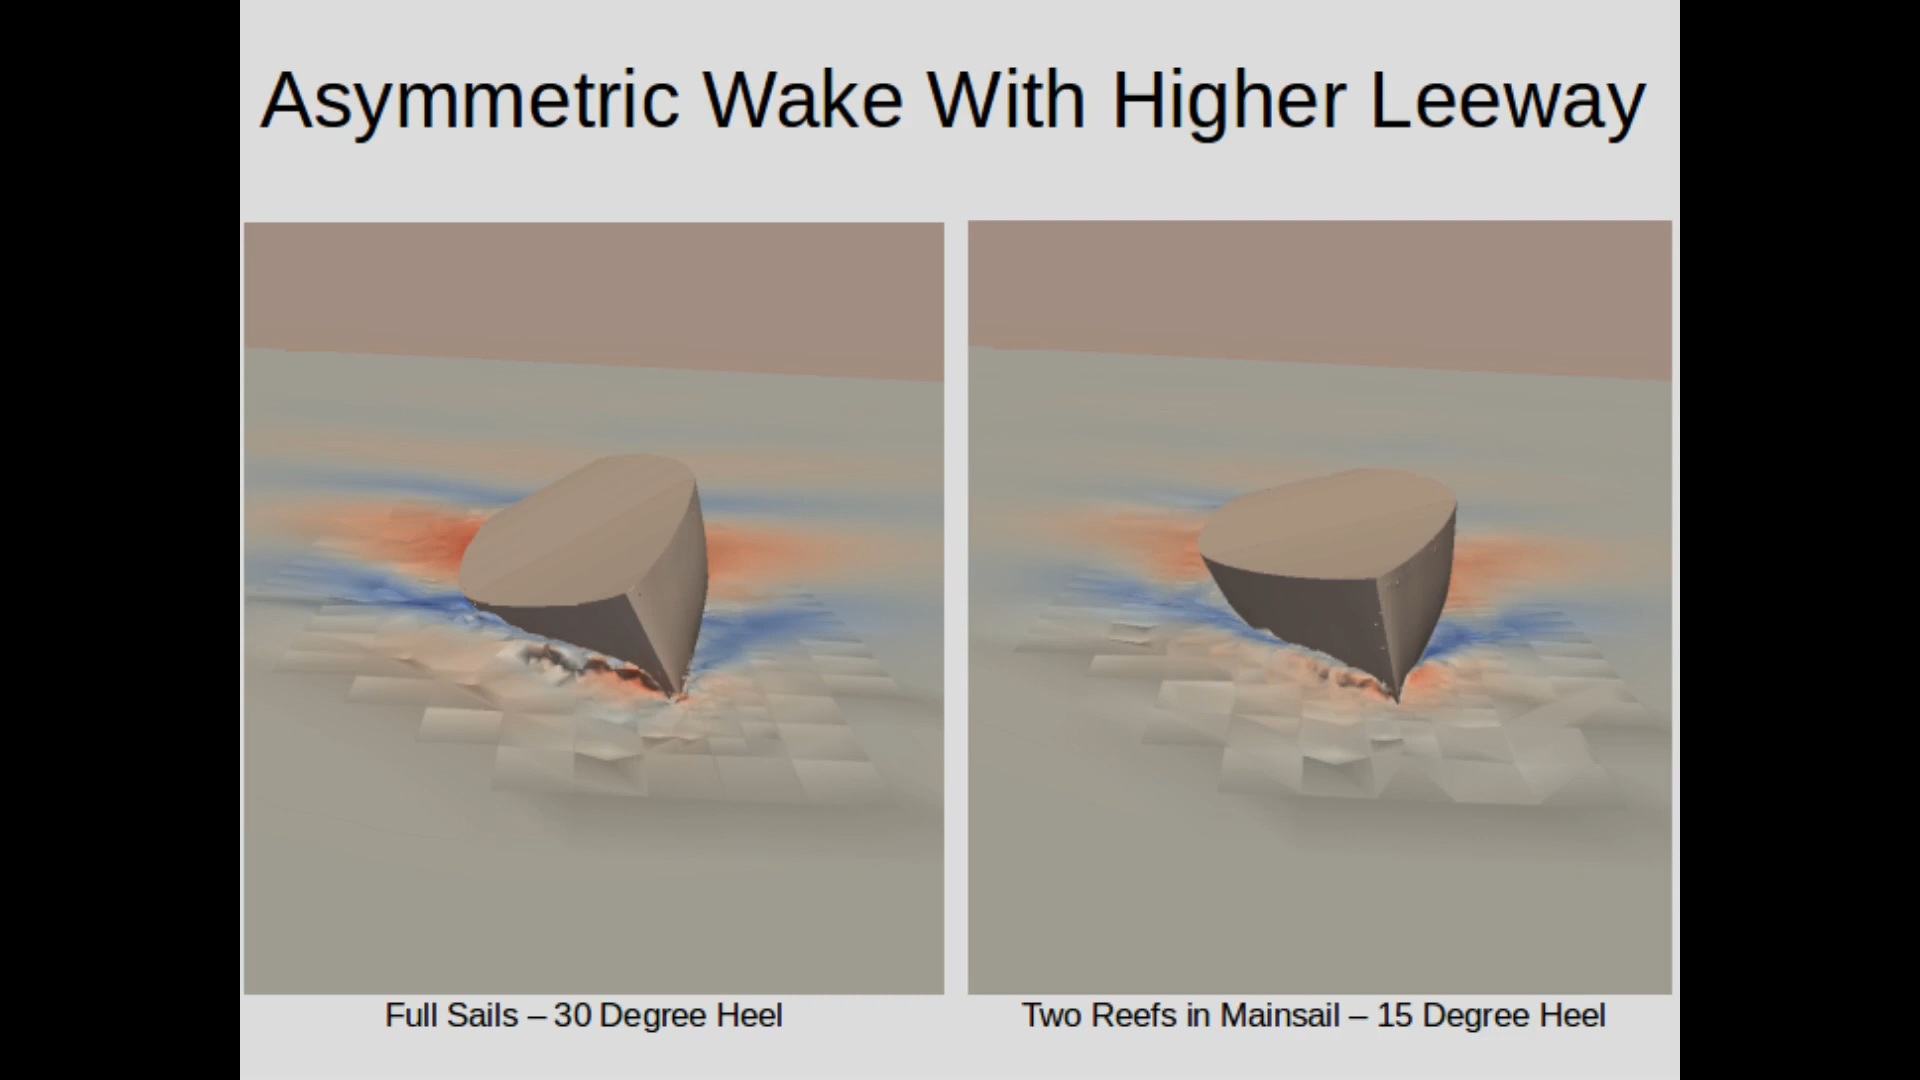 Asymmetric Wake With Higher Leeway
Full Sails – 30 Degree Heel
Two Reefs in Mainsail – 15 Degree Heel